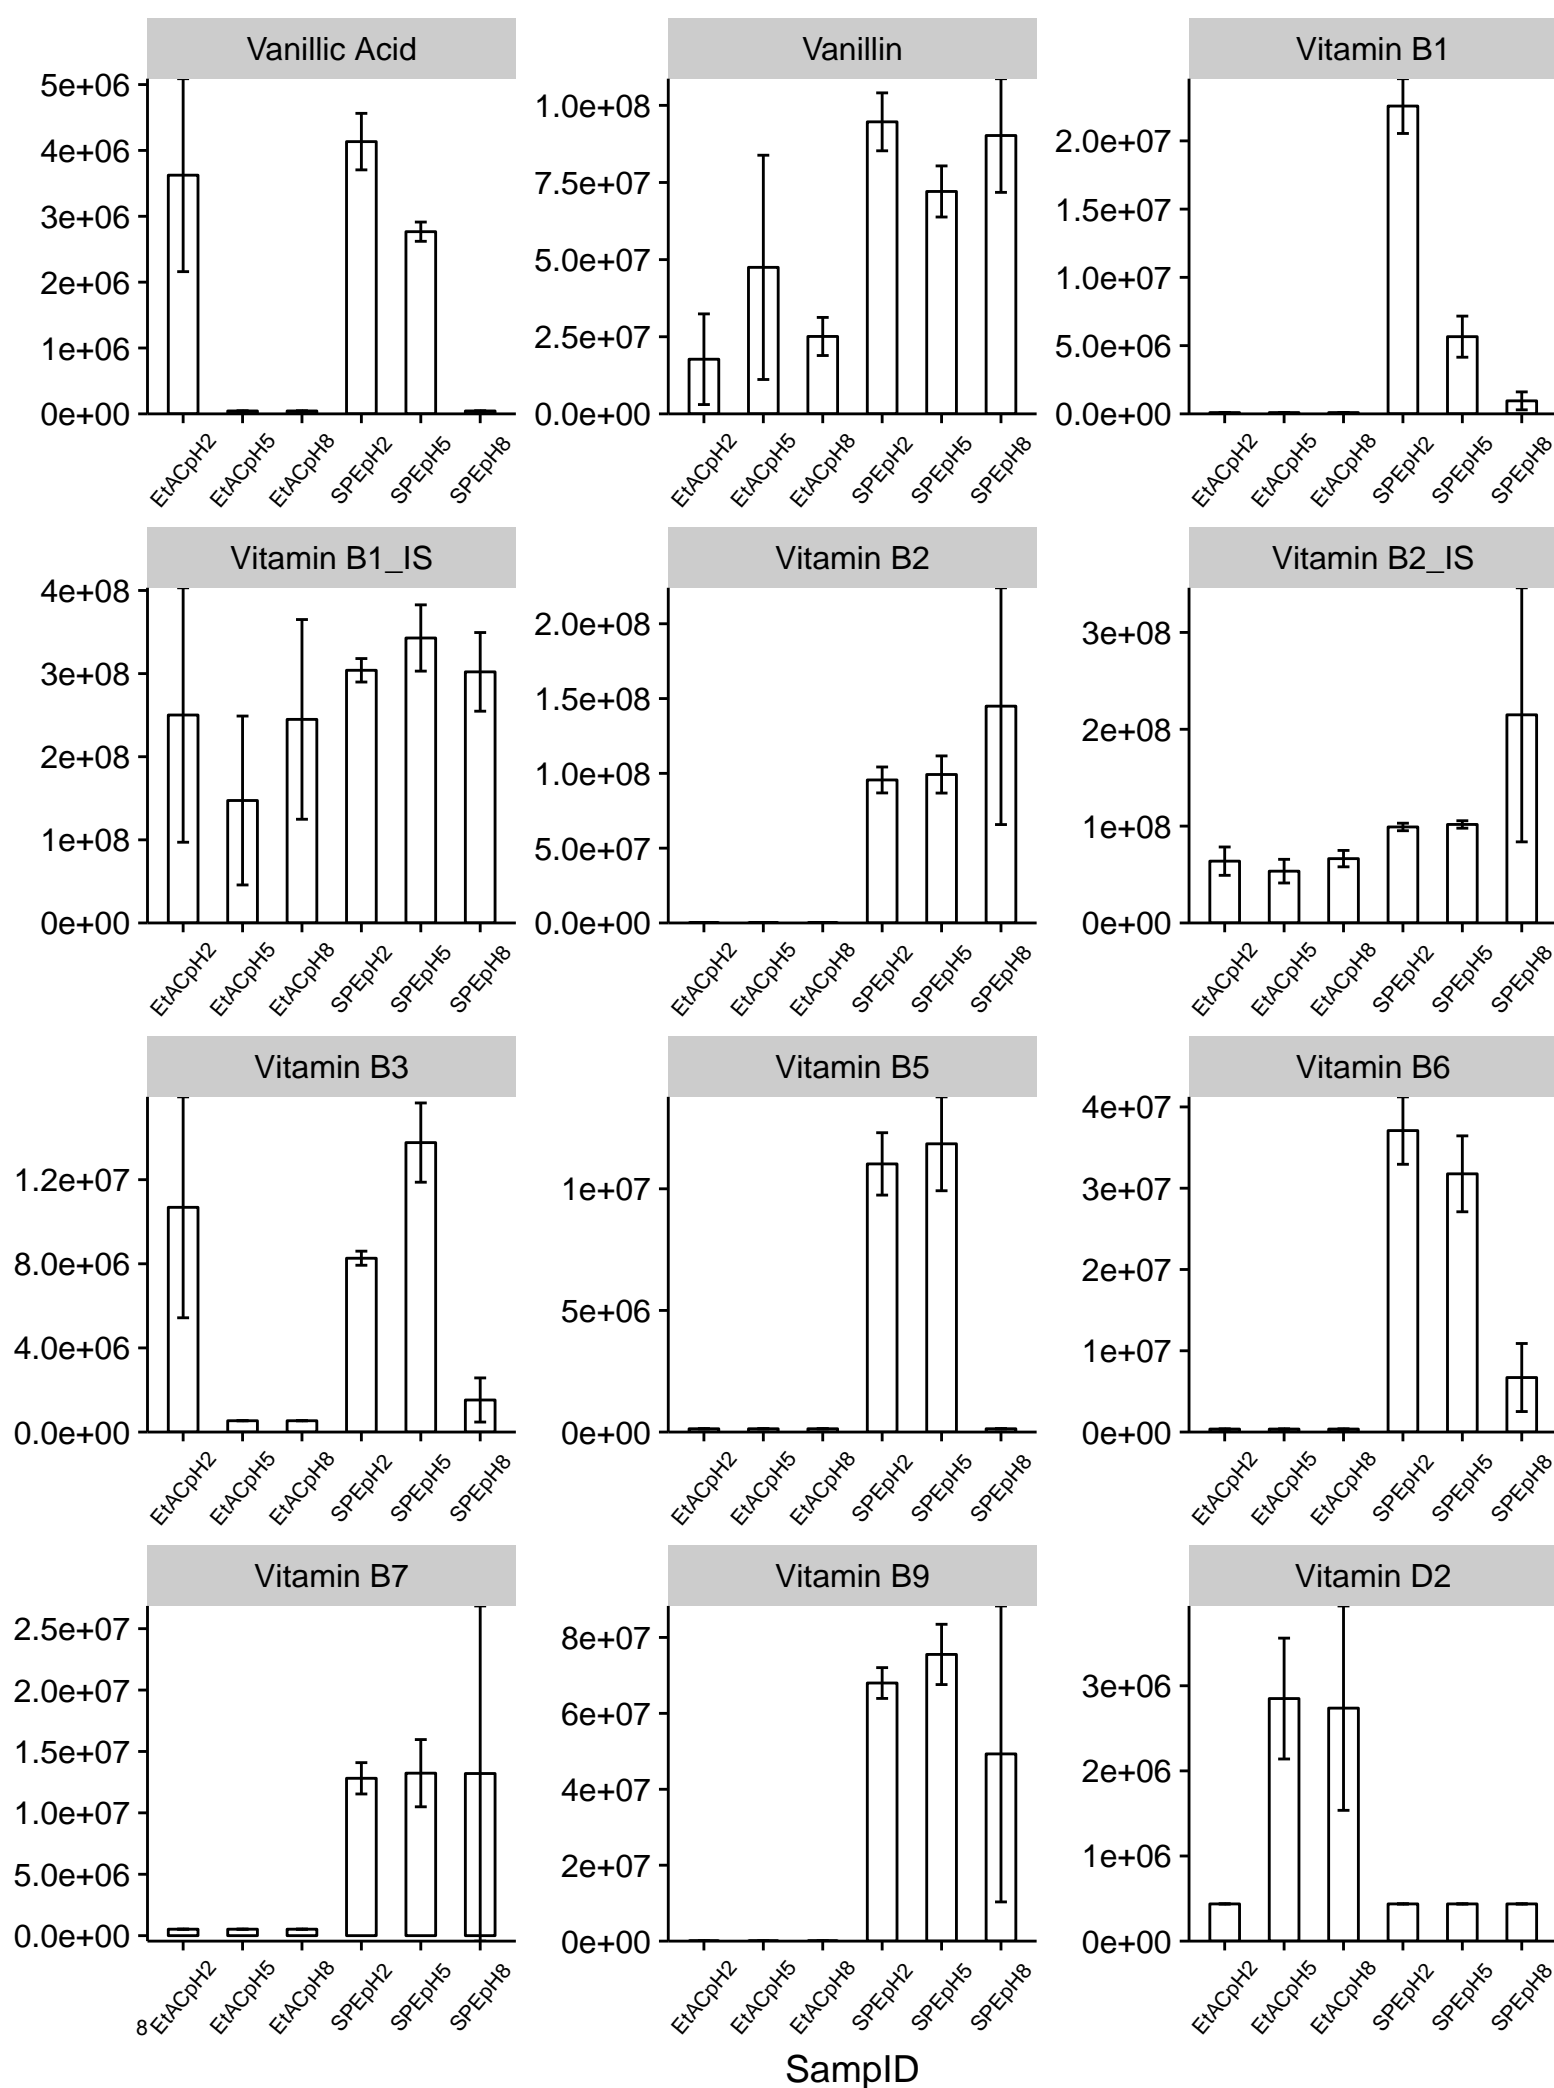 Vanillic Acid
Vanillin
Vitamin B1
5e+06
4e+06
3e+06
2e+06
1e+06
0e+00
1.0e+08
7.5e+07
5.0e+07
2.5e+07
0.0e+00
2.0e+07
1.5e+07
1.0e+07
5.0e+06
0.0e+00
EtACpH2 EtACpH5 EtACpH8 SPEpH2 SPEpH5 SPEpH8
EtACpH2 EtACpH5 EtACpH8 SPEpH2 SPEpH5 SPEpH8
EtACpH2 EtACpH5 EtACpH8 SPEpH2 SPEpH5 SPEpH8
Vitamin B1_IS
Vitamin B2
Vitamin B2_IS
4e+08
3e+08
2e+08
1e+08
0e+00
2.0e+08
1.5e+08
1.0e+08
5.0e+07
0.0e+00
3e+08
2e+08
1e+08
0e+00
EtACpH2 EtACpH5 EtACpH8 SPEpH2 SPEpH5 SPEpH8
EtACpH2 EtACpH5 EtACpH8 SPEpH2 SPEpH5 SPEpH8
EtACpH2 EtACpH5 EtACpH8 SPEpH2 SPEpH5 SPEpH8
Vitamin B3
Vitamin B5
Vitamin B6
1.2e+07
8.0e+06
4.0e+06
0.0e+00
1e+07
5e+06
0e+00
4e+07
3e+07
2e+07
1e+07
0e+00
EtACpH2 EtACpH5 EtACpH8 SPEpH2 SPEpH5 SPEpH8
EtACpH2 EtACpH5 EtACpH8 SPEpH2 SPEpH5 SPEpH8
EtACpH2 EtACpH5 EtACpH8 SPEpH2 SPEpH5 SPEpH8
Vitamin B7
Vitamin B9
Vitamin D2
2.5e+07
2.0e+07
1.5e+07
1.0e+07
5.0e+06
0.0e+00
8e+07
6e+07
4e+07
2e+07
0e+00
3e+06
2e+06
1e+06
0e+00
8
EtACpH2 EtACpH5 EtACpH8 SPEpH2 SPEpH5 SPEpH8
EtACpH2 EtACpH5 EtACpH8 SPEpH2 SPEpH5 SPEpH8
EtACpH2 EtACpH5 EtACpH8 SPEpH2 SPEpH5 SPEpH8
SampID